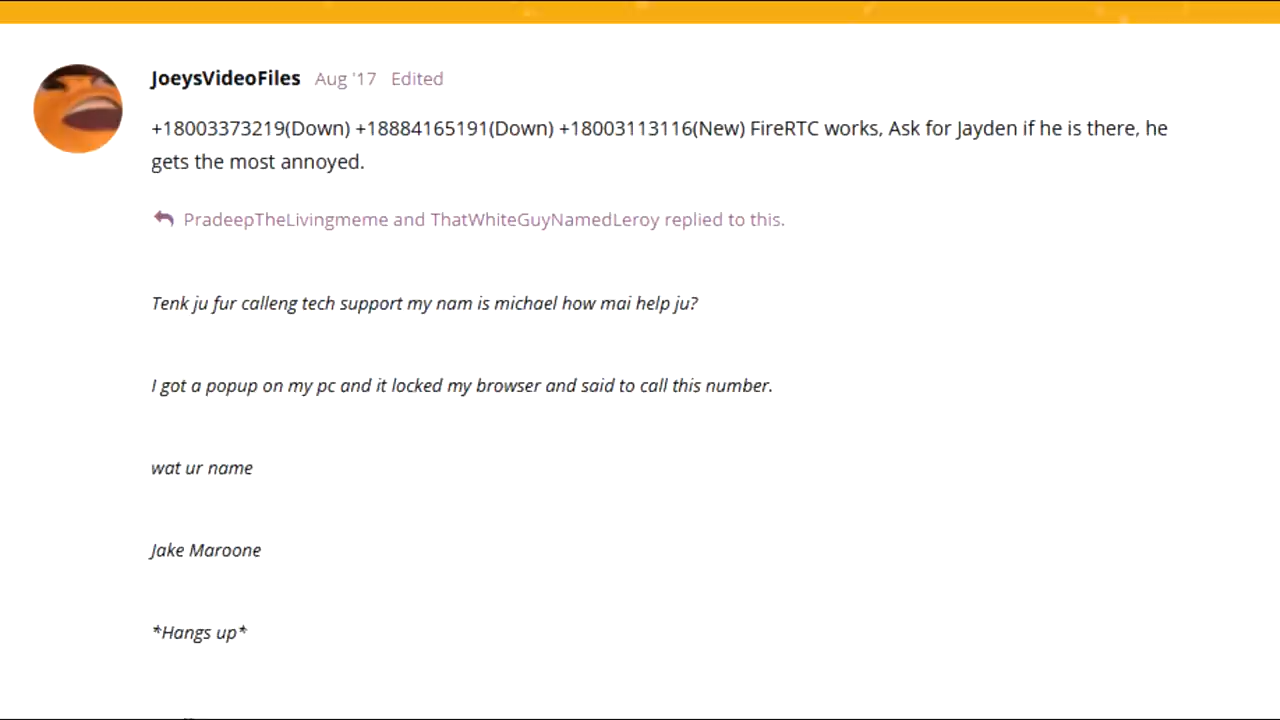 JoeysVideoFiles Aug '17 Edited
+18003373219(Down) +18884165191(Down) +18003113116(New) FireRTC works, Ask for Jayden if he is there, he
gets the most annoyed.
PradeepTheLivingmeme and ThatWhiteGuyNamedLeroy replied to this.
Tenk ju fur calleng tech support my nam is michael how mai help ju?
I got a popup on my pc and it locked my browser and said to call this number.
wat ur name
Jake Maroone
*Hangs up*